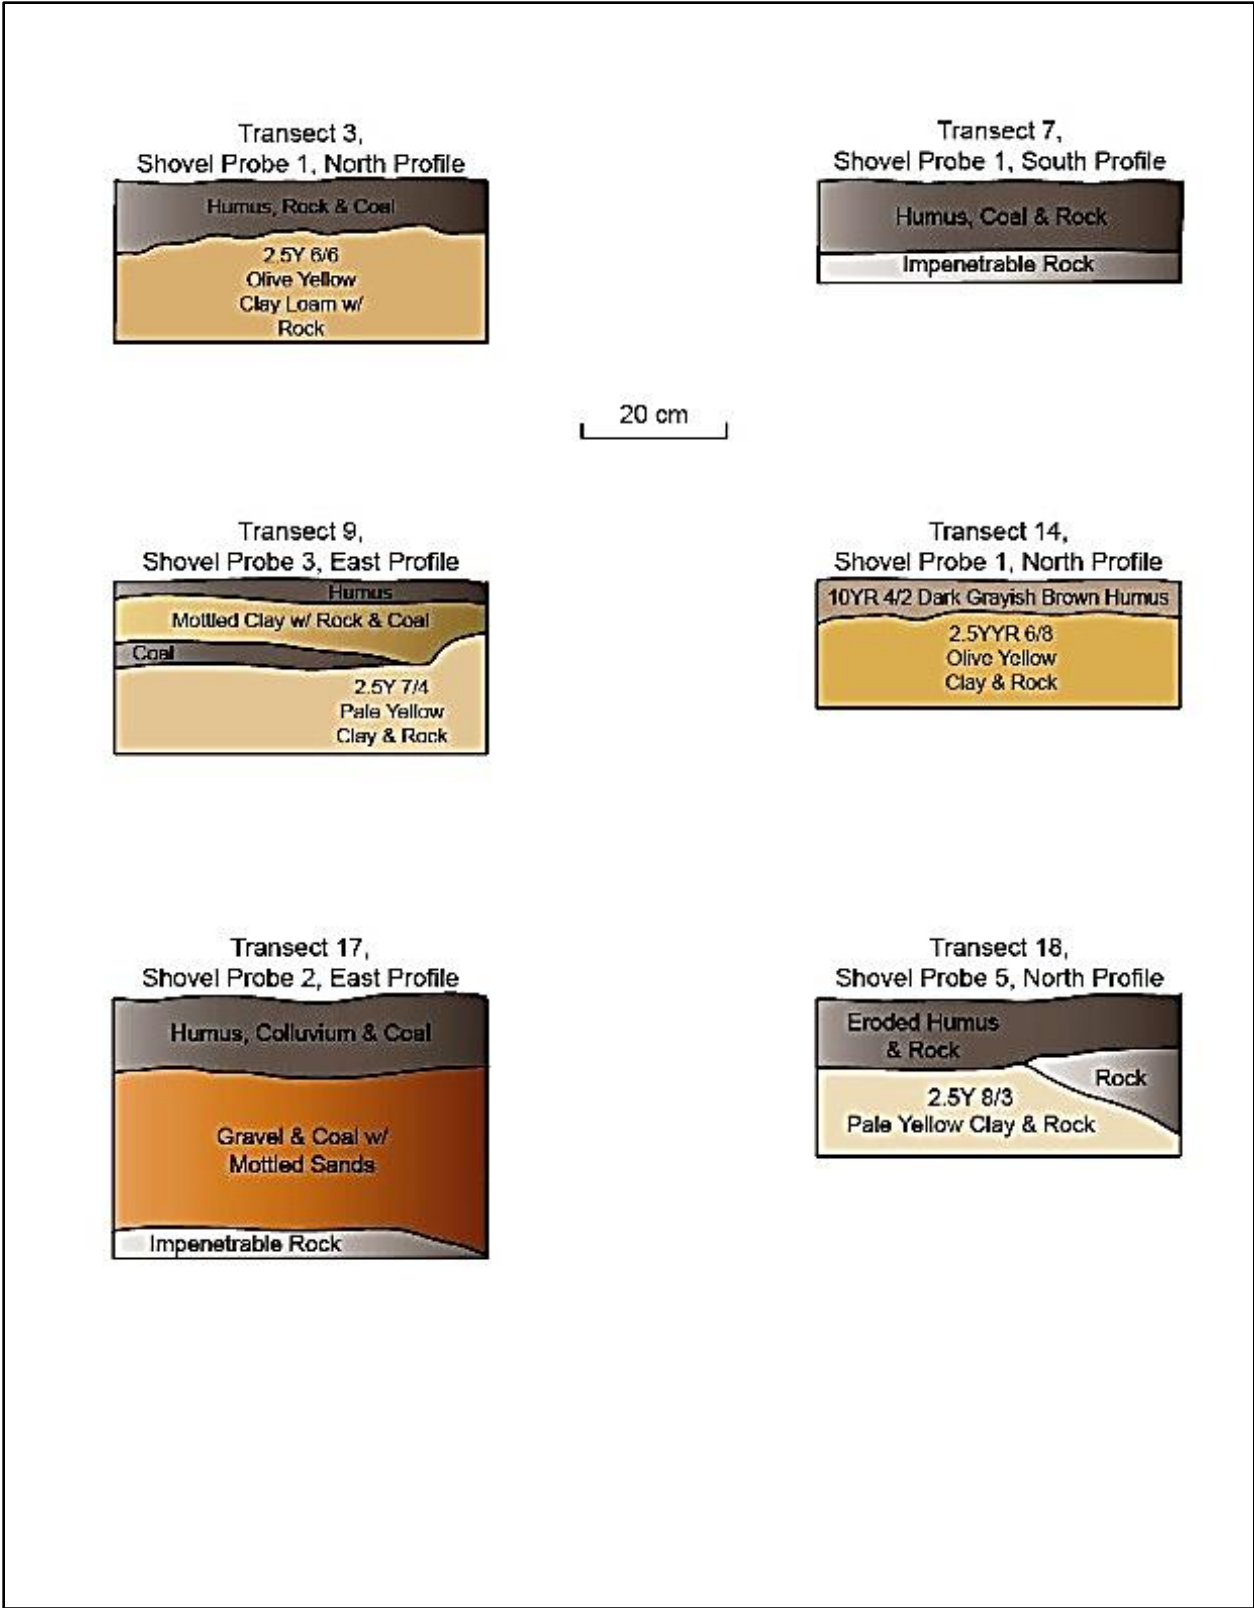 Transect 3,
Shovel Probe 1, North Profile
Humus, Rock & Coal
2.5Y 6/6
Olive Yellow
Clay Loam w/
Rock
Transect 7,
Shovel Probe 1, South Profile
Humus, Coal & Rock
Impenetrable Rock
20 cm
Transect 9,
Shovel Probe 3, East Profile
Humus
Mottled Clay w/ Rock & Coal
Coal
2.5Y 7/4
Pale Yellow
Clay & Rock
Transect 14,
Shovel Probe 1, North Profile
10YR 4/2 Dark Grayish Brown Humus
2.5YYR 6/8
Olive Yellow
Clay & Rock
Transect 17,
Shovel Probe 2, East Profile
Humus, Colluvium & Coal
Gravel & Coal w/
Mottled Sands
Impenetrable Rock
Transect 18,
Shovel Probe 5, North Profile
Eroded Humus
& Rock
Rock
2.5Y 8/3
Pale Yellow Clay & Rock